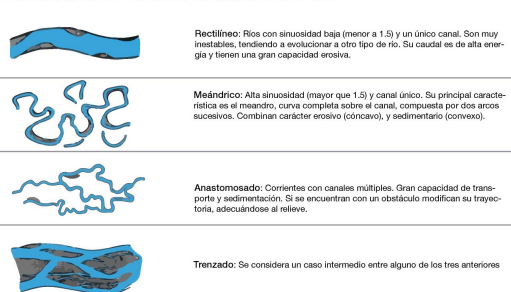 Rectilíneo: Ríos con sinuosidad baja (menor a 1.5) y un único canal. Son muy
inestables, tendiendo a evolucionar a otro tipo de río. Su caudal es de alta ener-
gía y tienen una gran capacidad erosiva.
Meándrico: Alta sinuosidad (mayor que 1.5) y canal único. Su principal caracte-
rística es el meandro, curva completa sobre el canal, compuesta por dos arcos
sucesivos. Combinan carácter erosivo (cóncavo), y sedimentario (convexo).
Anastomosado: Corrientes con canales múltiples. Gran capacidad de trans-
porte y sedimentación. Si se encuentran con un obstáculo modifican su trayec-
toria, adecuándose al relieve.
Trenzado: Se considera un caso intermedio entre alguno de los tres anteriores